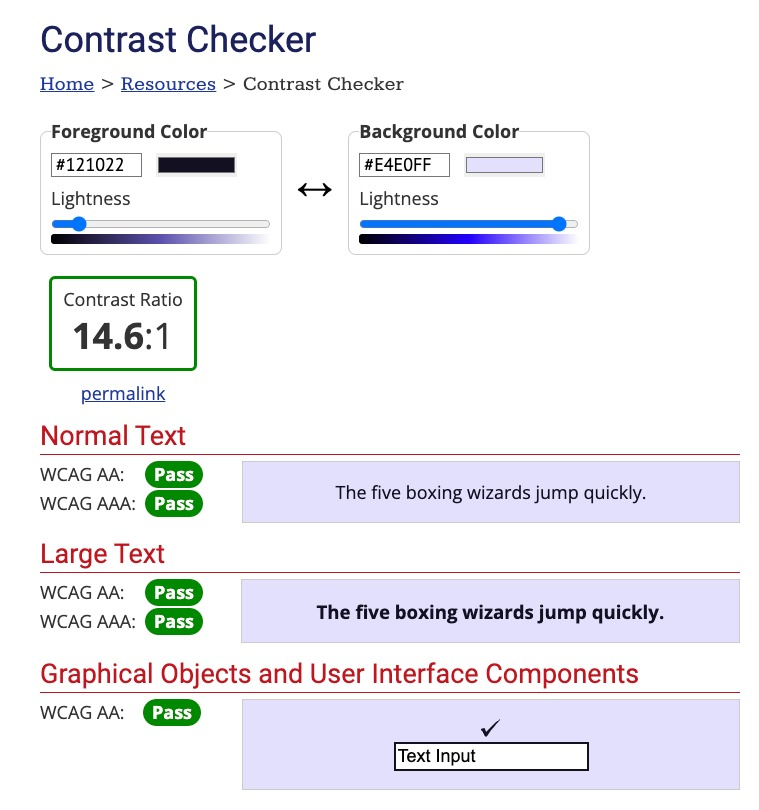 Contrast Checker
Home > Resources > Contrast Checker
Foreground Color
#121022
Lightness
Background Color
#E4E0FF
Lightness
Contrast Ratio
14.6:1
permalink
Normal Text
WCAG AA: Pass
WCAG AAA: Pass
The five boxing wizards jump quickly.
Large Text
WCAG AA: Pass
WCAG AAA: Pass
The five boxing wizards jump quickly.
Graphical Objects and User Interface Components
WCAG AA: Pass
Text Input